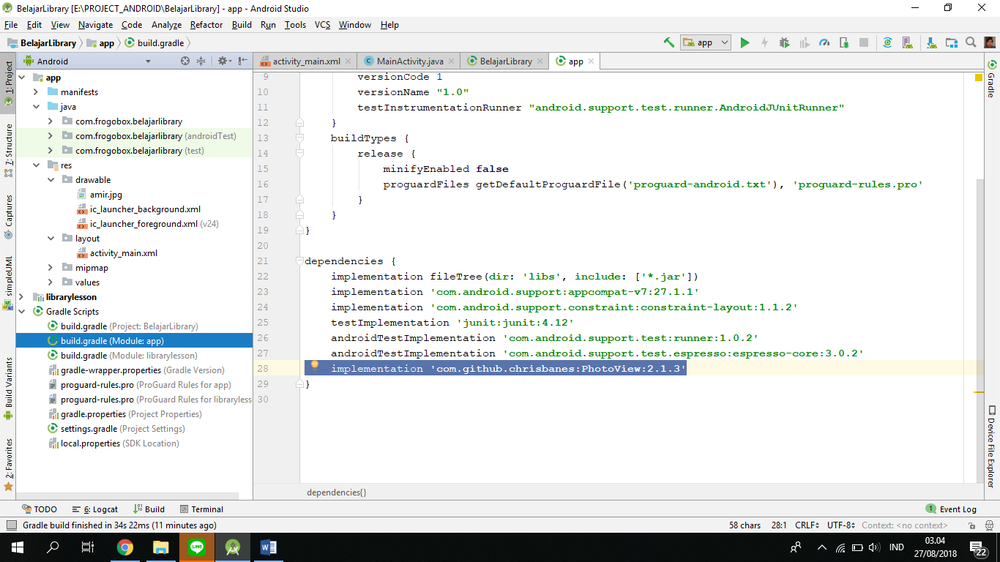 BelajarLibrary [E:\PROJECT_ANDROID\BelajarLibrary] - app - Android Studio
File Edit View Navigate Code Analyze Refactor Build Run Tools VCS Window Help
BelajarLibrary app build.gradle
app
Android
activity_main.xml MainActivity.java BelajarLibrary app
1: Project
7: Structure
Captures
simpleUML
Build Variants
2: Favorites
app
manifests
java
com.frogobox.belajarlibrary
com.frogobox.belajarlibrary (androidTest)
com.frogobox.belajarlibrary (test)
res
drawable
amir.jpg
ic_launcher_background.xml
ic_launcher_foreground.xml (v24)
layout
activity_main.xml
mipmap
values
librarylesson
Gradle Scripts
build.gradle (Project: BelajarLibrary)
build.gradle (Module: app)
build.gradle (Module: librarylesson)
gradle-wrapper.properties (Gradle Version)
proguard-rules.pro (ProGuard Rules for app)
proguard-rules.pro (ProGuard Rules for libraryless
gradle.properties (Project Properties)
settings.gradle (Project Settings)
local.properties (SDK Location)
9 versionCode 1
10 versionName "1.0"
11 testInstrumentationRunner "android.support.test.runner.AndroidJUnitRunner"
12 }
13 buildTypes {
14 release {
15 minifyEnabled false
16 proguardFiles getDefaultProguardFile('proguard-android.txt'), 'proguard-rules.pro'
17 }
18 }
19 }
20
21 dependencies {
22 implementation fileTree(dir: 'libs', include: ['*.jar'])
23 implementation 'com.android.support:appcompat-v7:27.1.1'
24 implementation 'com.android.support.constraint:constraint-layout:1.1.2'
25 testImplementation 'junit:junit:4.12'
26 androidTestImplementation 'com.android.support.test:runner:1.0.2'
27 androidTestImplementation 'com.android.support.test.espresso:espresso-core:3.0.2'
28 implementation 'com.github.chrisbanes:PhotoView:2.1.3'
29 }
30
dependencies{}
Gradle
Device File Explorer
TODO 6: Logcat Build Terminal 1 Event Log
Gradle build finished in 34s 22ms (11 minutes ago) 58 chars 28:1 CRLF UTF-8 Context: <no context>
LINE W IND 03.04
27/08/2018 22